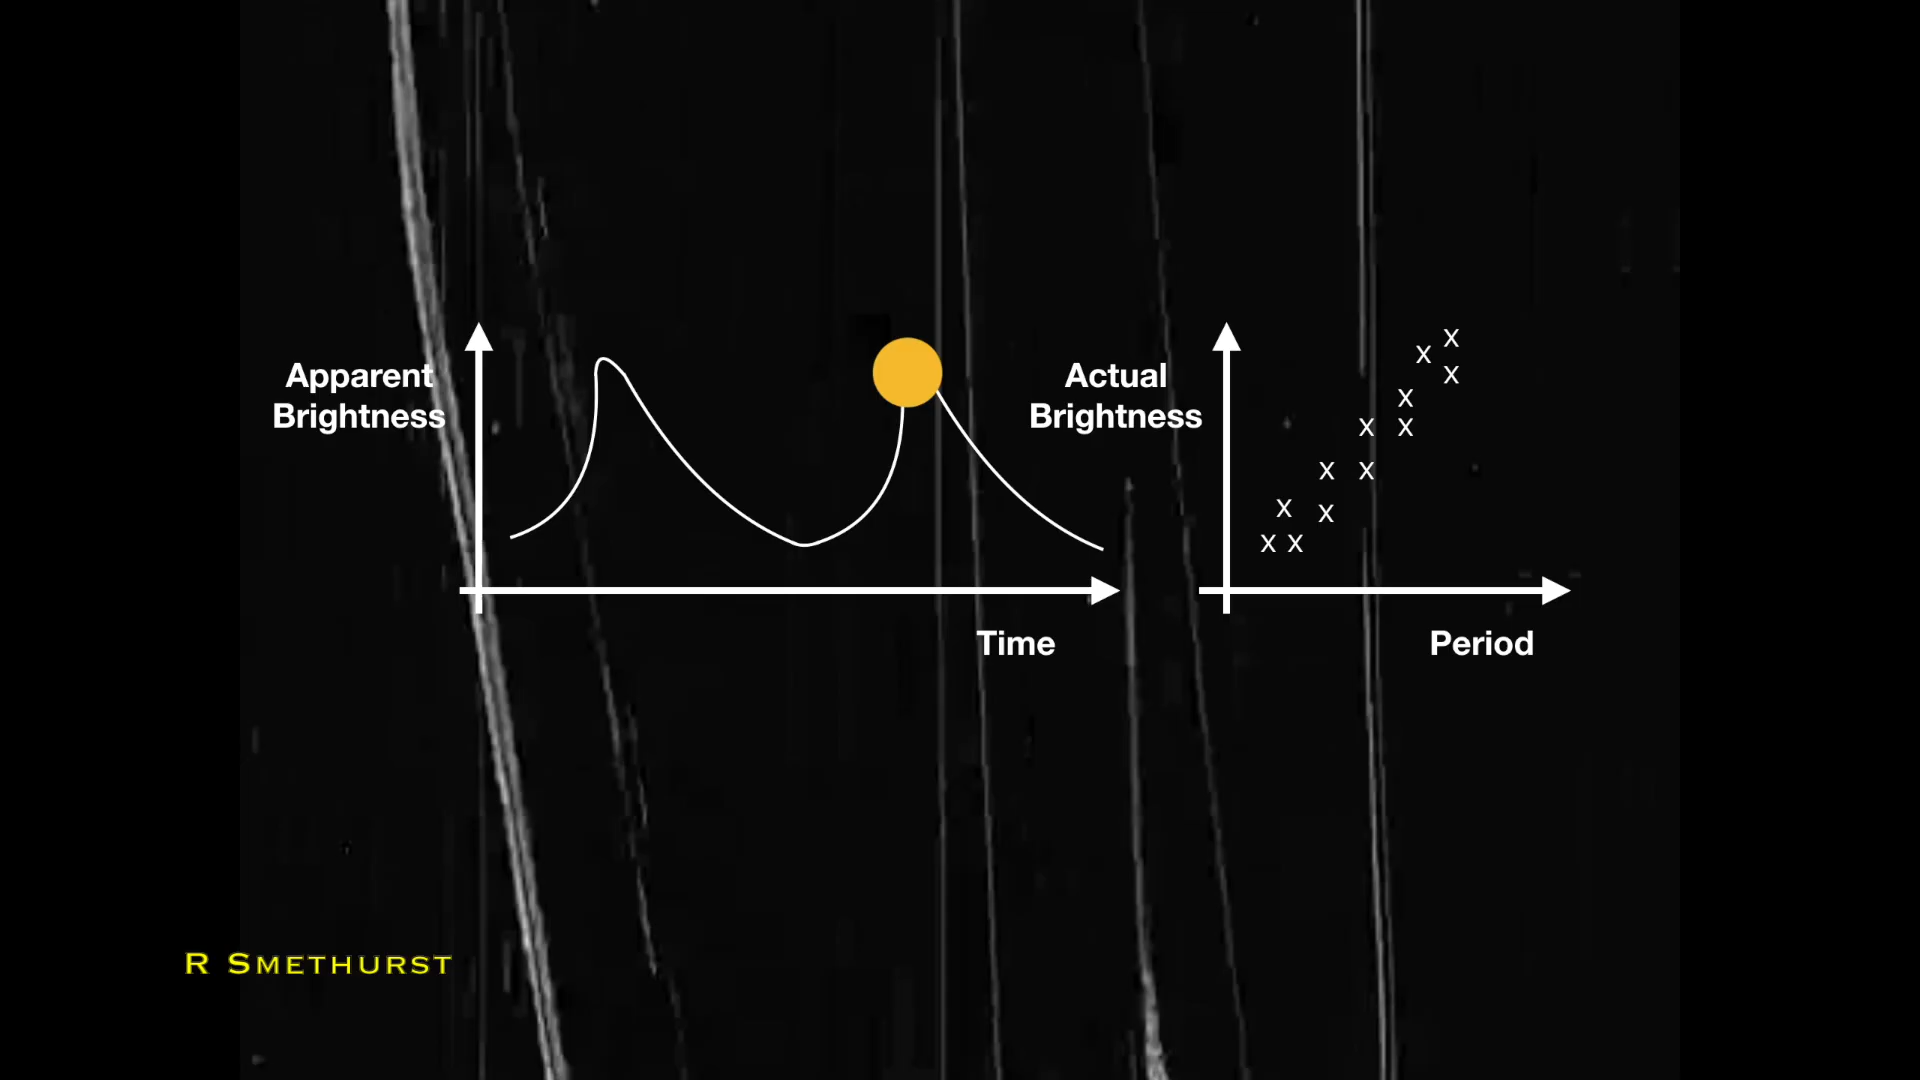 Apparent
Brightness
Time
Actual
Brightness
x
x
x
x
x
x
x
x
x
x
x x
Period
R SMETHURST